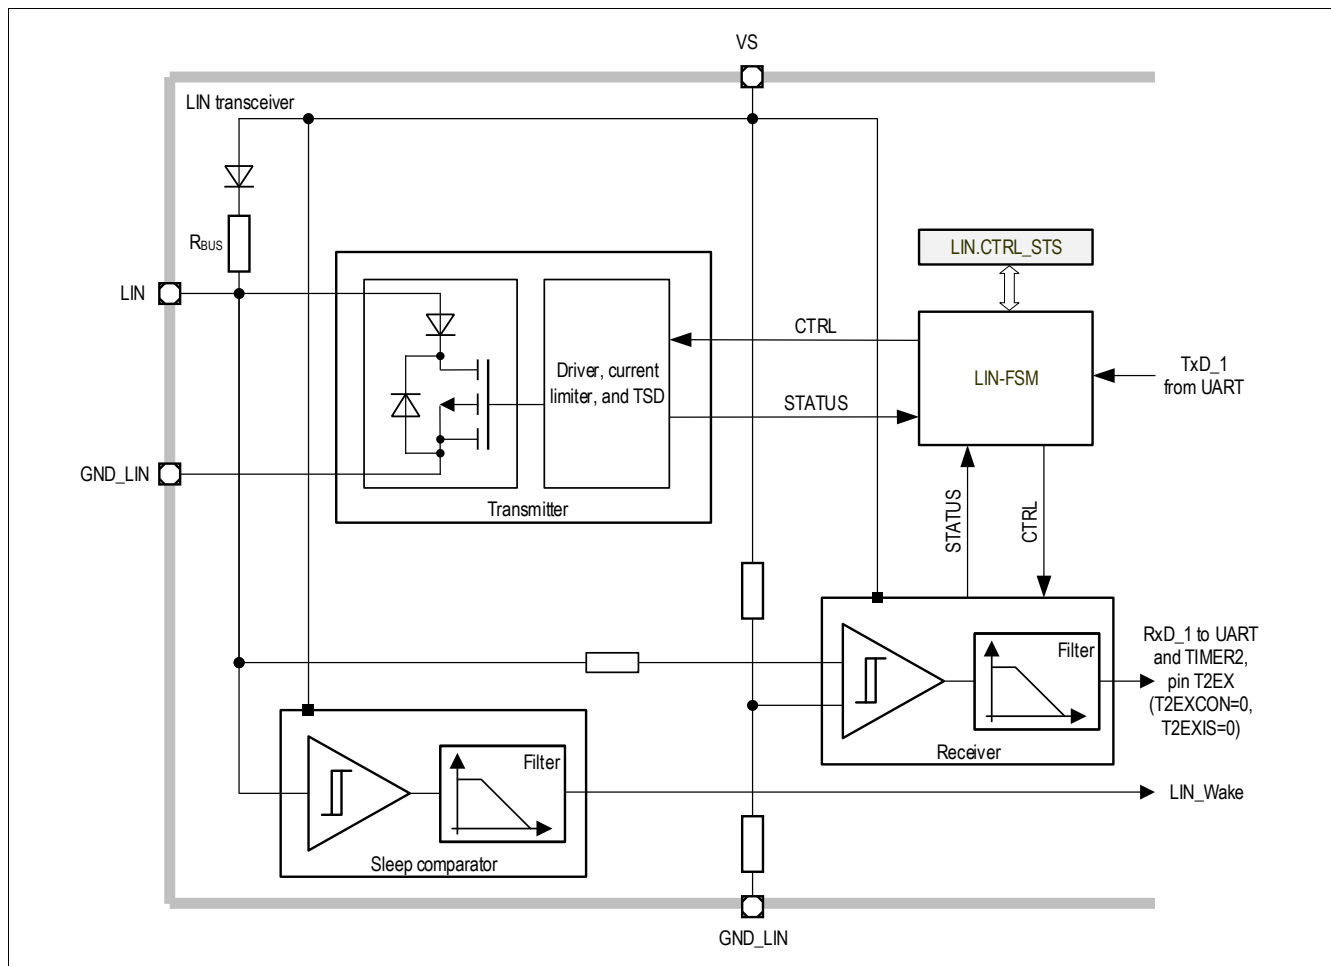 VS
LIN transceiver
RBUS
LIN
LIN.CTRL_STS
CTRL
Driver, current
limiter, and TSD
LIN-FSM
TxD_1
from UART
STATUS
GND_LIN
Transmitter
STATUS
CTRL
Filter
Receiver
RxD_1 to UART
and TIMER2,
pin T2EX
(T2EXCON=0,
T2EXIS=0)
Filter
Sleep comparator
LIN_Wake
GND_LIN